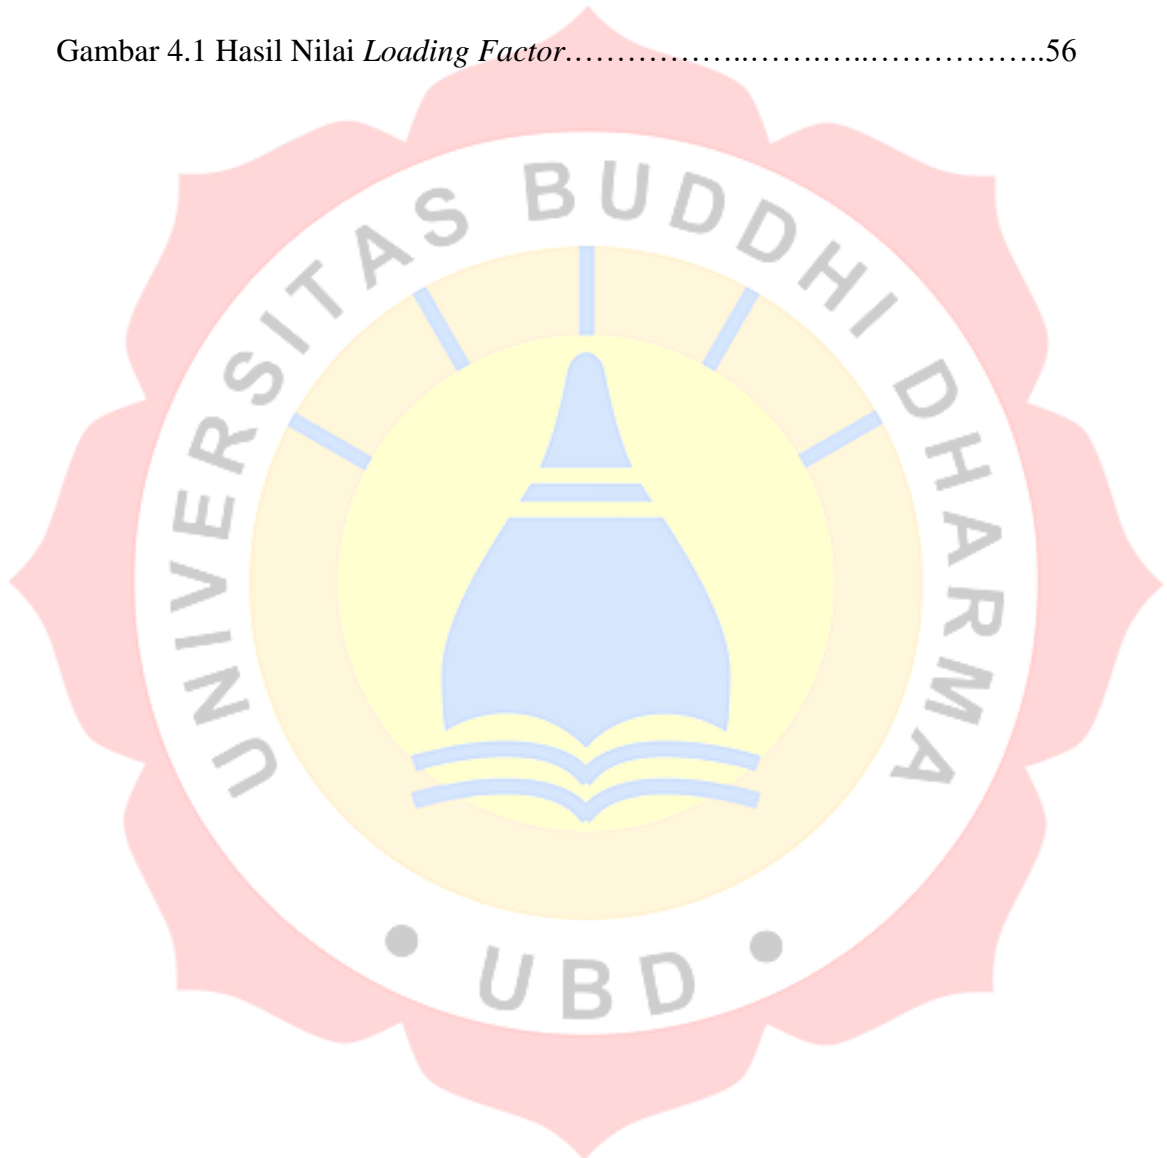 Gambar 4.1 Hasil Nilai Loading Factor………………..…….…..……………..56
UNIVERSITAS BUDDHI DHARMA
• UBD •